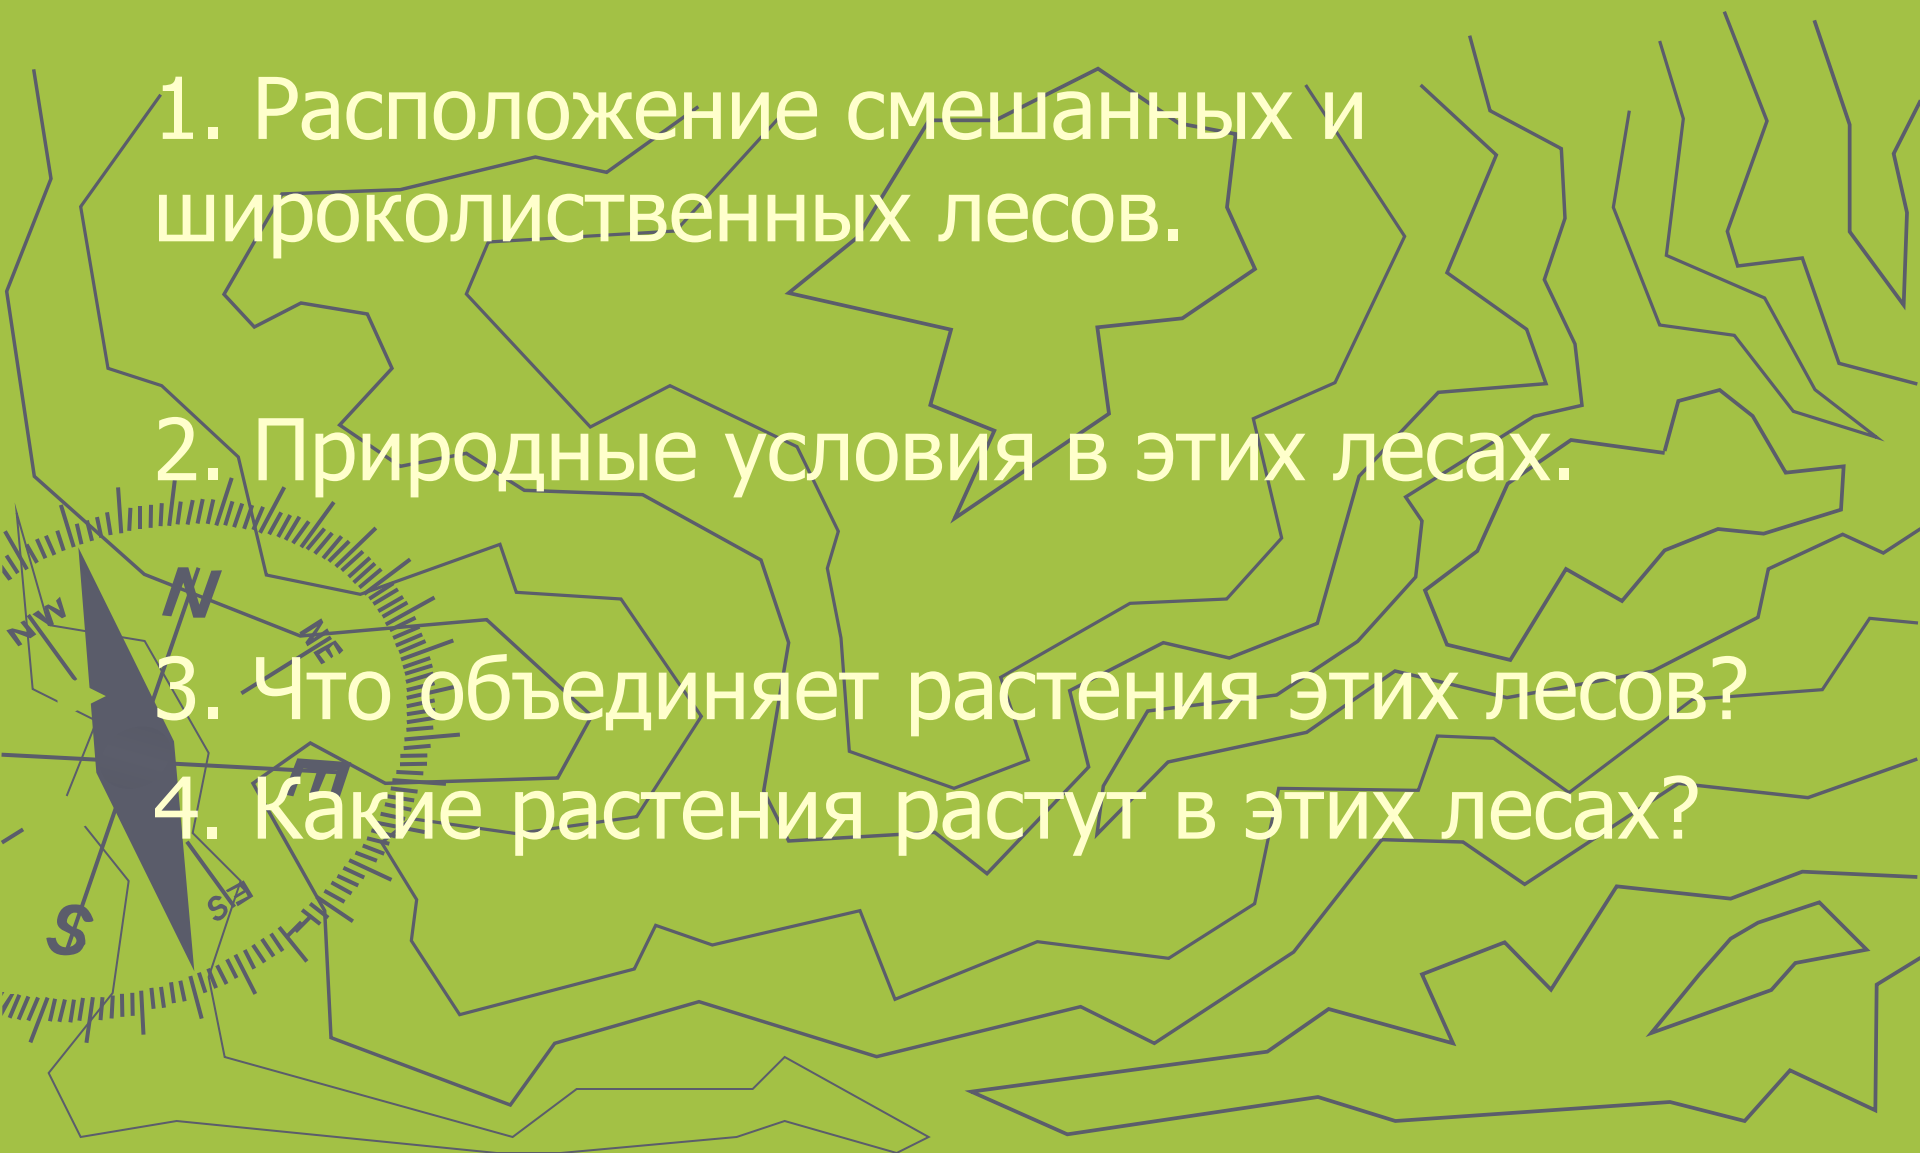 1. Расположение смешанных и
широколиственных лесов.
2. Природные условия в этих лесах.
3. Что объединяет растения этих лесов?
4. Какие растения растут в этих лесах?
NW
N
NE
E
SE
S